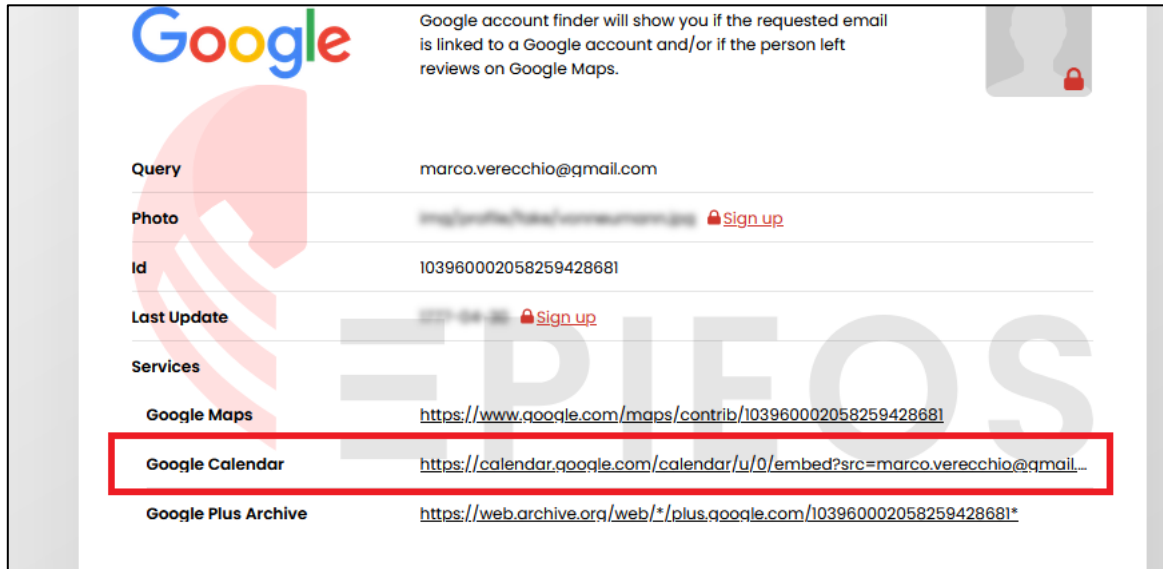 Google
Google account finder will show you if the requested email
is linked to a Google account and/or if the person left
reviews on Google Maps.
Query marco.verecchio@gmail.com
Photo Sign up
Id 103960002058259428681
Last Update Sign up
Services
Google Maps https://www.google.com/maps/contrib/103960002058259428681
Google Calendar https://calendar.google.com/calendar/u/0/embed?src=marco.verecchio@gmail....
Google Plus Archive https://web.archive.org/web/*/plus.google.com/103960002058259428681*
EPIEOS